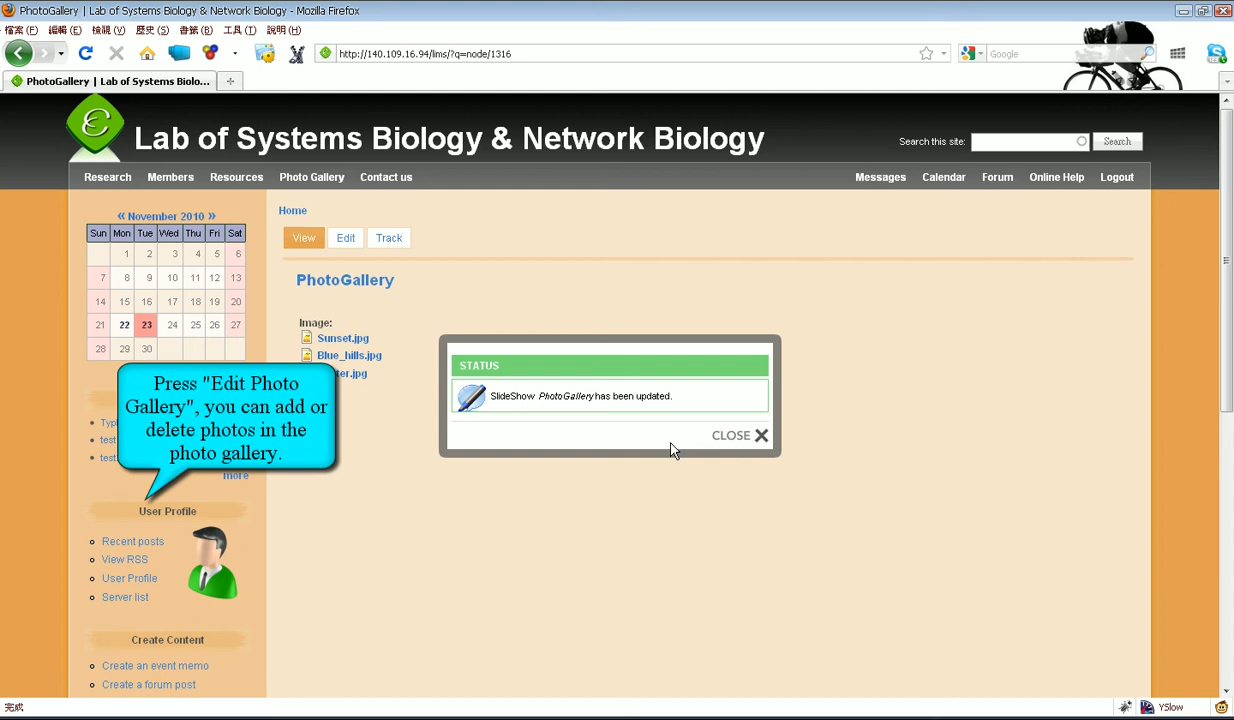 PhotoGallery | Lab of Systems Biology & Network Biology - Mozilla Firefox
檔案(F) 編輯(E) 檢視(V) 歷史(S) 書籤(B) 工具(T) 說明(H)
http://140.109.16.94/lims/?q=node/1316
Google
PhotoGallery | Lab of Systems Biolo...
Lab of Systems Biology & Network Biology
Search this site:
Search
Research Members Resources Photo Gallery Contact us
Messages Calendar Forum Online Help Logout
« November 2010 »
Sun Mon Tue Wed Thu Fri Sat
1 2 3 4 5 6
7 8 9 10 11 12 13
14 15 16 17 18 19 20
21 22 23 24 25 26 27
28 29 30
Home
View Edit Track
PhotoGallery
Image:
Sunset.jpg
Blue_hills.jpg
ter.jpg
STATUS
SlideShow PhotoGallery has been updated.
CLOSE
Press "Edit Photo
Gallery", you can add or
delete photos in the
photo gallery.
test
test
more
User Profile
Recent posts
View RSS
User Profile
Server list
Create Content
Create an event memo
Create a forum post
完成
YSlow